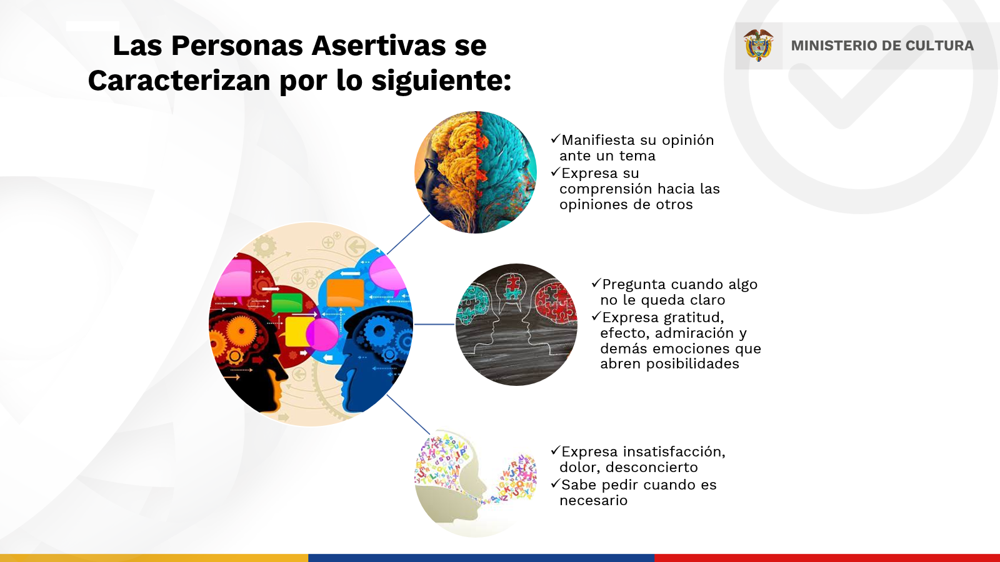 Las Personas Asertivas se
Caracterizan por lo siguiente:
MINISTERIO DE CULTURA
✓Manifiesta su opinión
ante un tema
✓Expresa su
comprensión hacia las
opiniones de otros
✓Pregunta cuando algo
no le queda claro
✓Expresa gratitud,
efecto, admiración y
demás emociones que
abren posibilidades
✓Expresa insatisfacción,
dolor, desconcierto
✓Sabe pedir cuando es
necesario